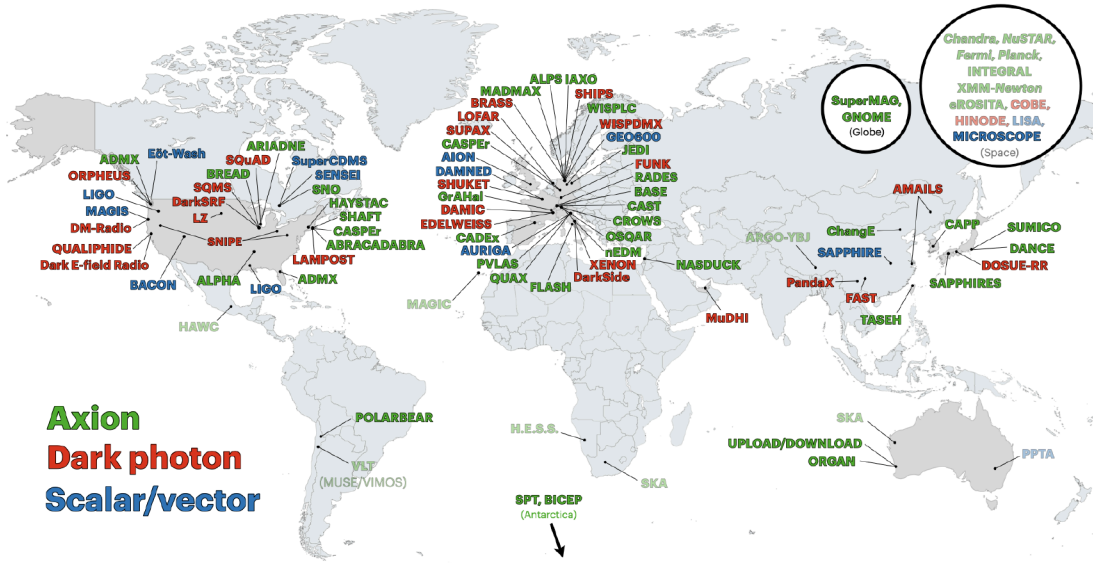 Chandra, NuSTAR,
Fermi, Planck,
INTEGRAL
XMM-Newton
eROSITA, COBE,
HINODE, LISA,
MICROSCOPE
(Space)
SuperMAG,
GNOME
(Globe)
ADMX
ORPHEUS
LIGO
MAGIS
DM-Radio
QUALIPHIDE
Dark E-field Radio
BACON
HAWC
Eöt-Wash
ARIADNE
SQuAD
BREAD
SQMS
DarkSRF
LZ
SNIPE
ALPHA
LIGO
SuperCDMS
SENSEI
SNO
HAYSTAC
SHAFT
CASPEr
ABRACADABRA
LAMPOST
ADMX
ALPS IAXO
MADMAX
BRASS
LOFAR
SUPAX
CASPEr
AION
DAMNED
SHUKET
GrAHal
DAMIC
EDELWEISS
CADEx
AURIGA
PVLAS
QUAX
FLASH
MAGIC
SHIPS
WISPLC
WISPDMX
GEO600
JEDI
FUNK
RADES
BASE
CAST
CROWS
OSQAR
nEDM
XENON
DarkSide
NASDUCK
MuDHI
AMAILS
ChangE
CAPP
SUMICO
DANCE
DOSUE-RR
SAPPHIRES
ARGO-YBJ
SAPPHIRE
PandaX
FAST
TASEH
POLARBEAR
VLT
(MUSE/VIMOS)
H.E.S.S.
SKA
SPT, BICEP
(Antarctica)
SKA
UPLOAD/DOWNLOAD
ORGAN
PPTA
Axion
Dark photon
Scalar/vector